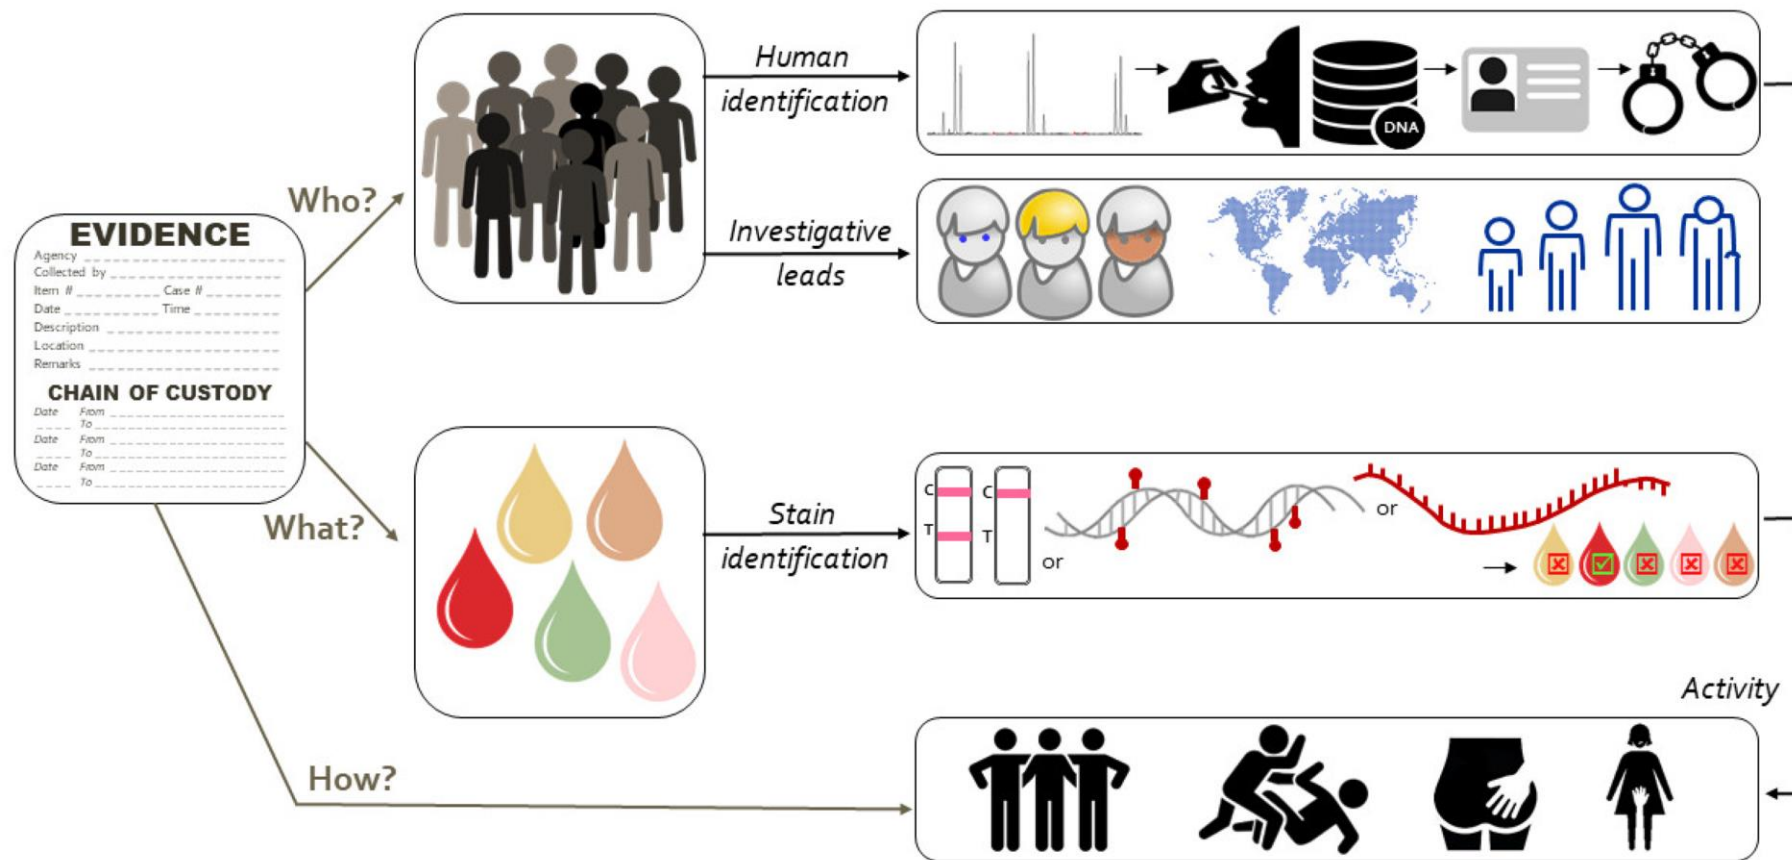 EVIDENCE
Agency
Collected by
Item # Case #
Date Time
Description
Location
Remarks
CHAIN OF CUSTODY
Date From
To
Date From
To
Date From
To
Who?
What?
How?
Human
identification
Investigative
leads
Stain
identification
DNA
C C
T T
or
or
Activity